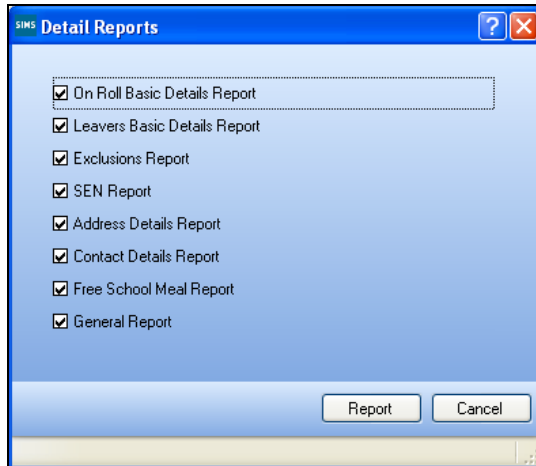 SIMS Detail Reports
On Roll Basic Details Report
Leavers Basic Details Report
Exclusions Report
SEN Report
Address Details Report
Contact Details Report
Free School Meal Report
General Report
Report Cancel